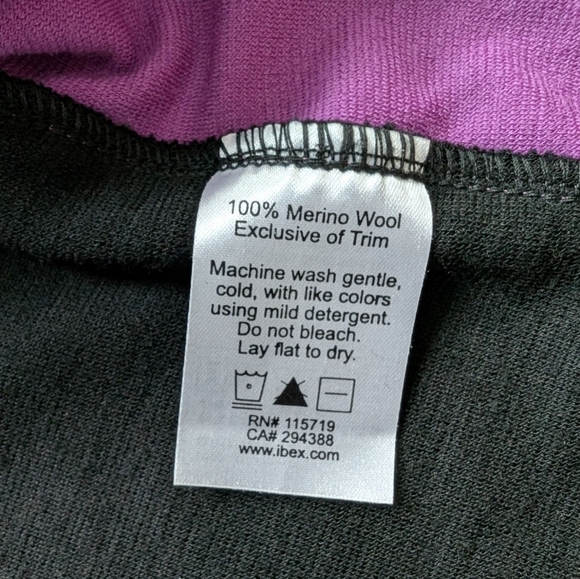 100% Merino Wool
Exclusive of Trim
Machine wash gentle,
cold, with like colors
using mild detergent.
Do not bleach.
Lay flat to dry.
RN# 115719
CA# 294388
www.ibex.com